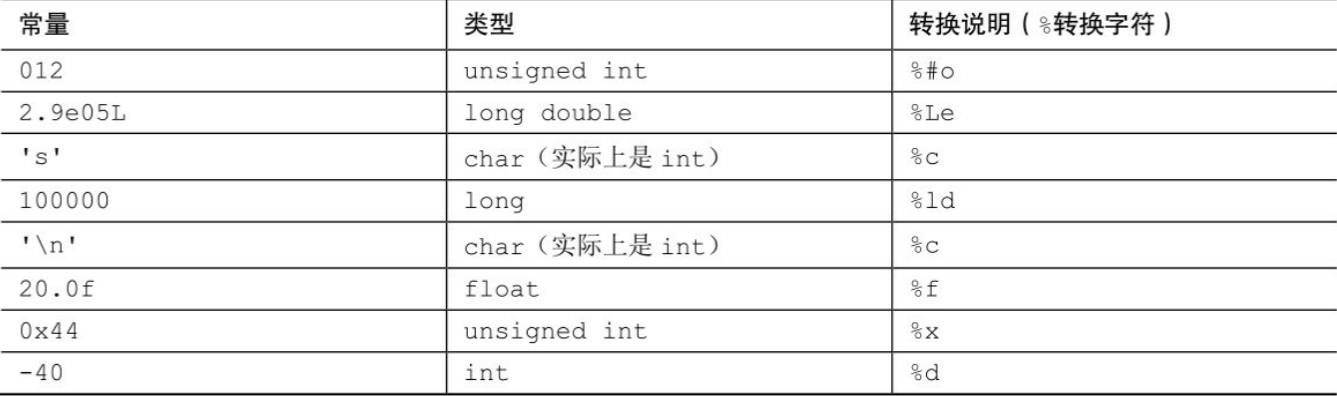 常量 类型 转换说明（%转换字符）
012 unsigned int %#o
2.9e05L long double %Le
's' char（实际上是 int） %c
100000 long %ld
'\n' char（实际上是 int） %c
20.0f float %f
0x44 unsigned int %x
-40 int %d